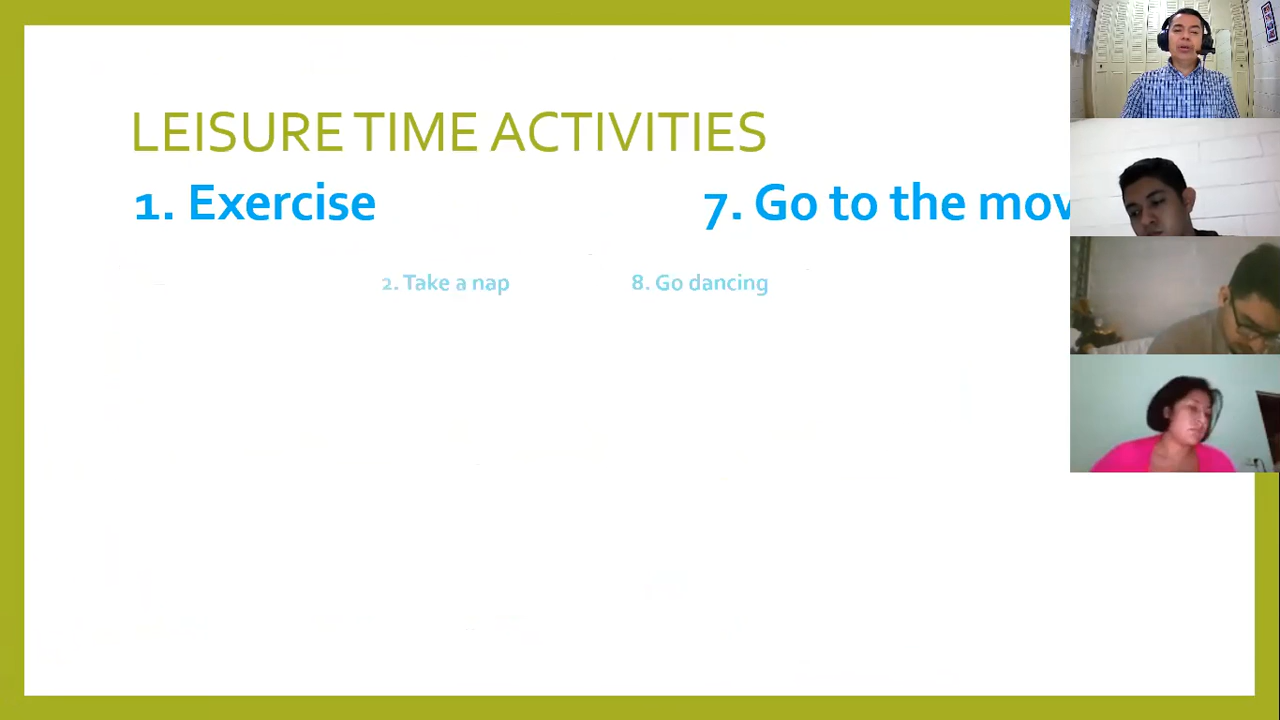 LEISURE TIME ACTIVITIES
1. Exercise 7. Go to the mov
2. Take a nap 8. Go dancing